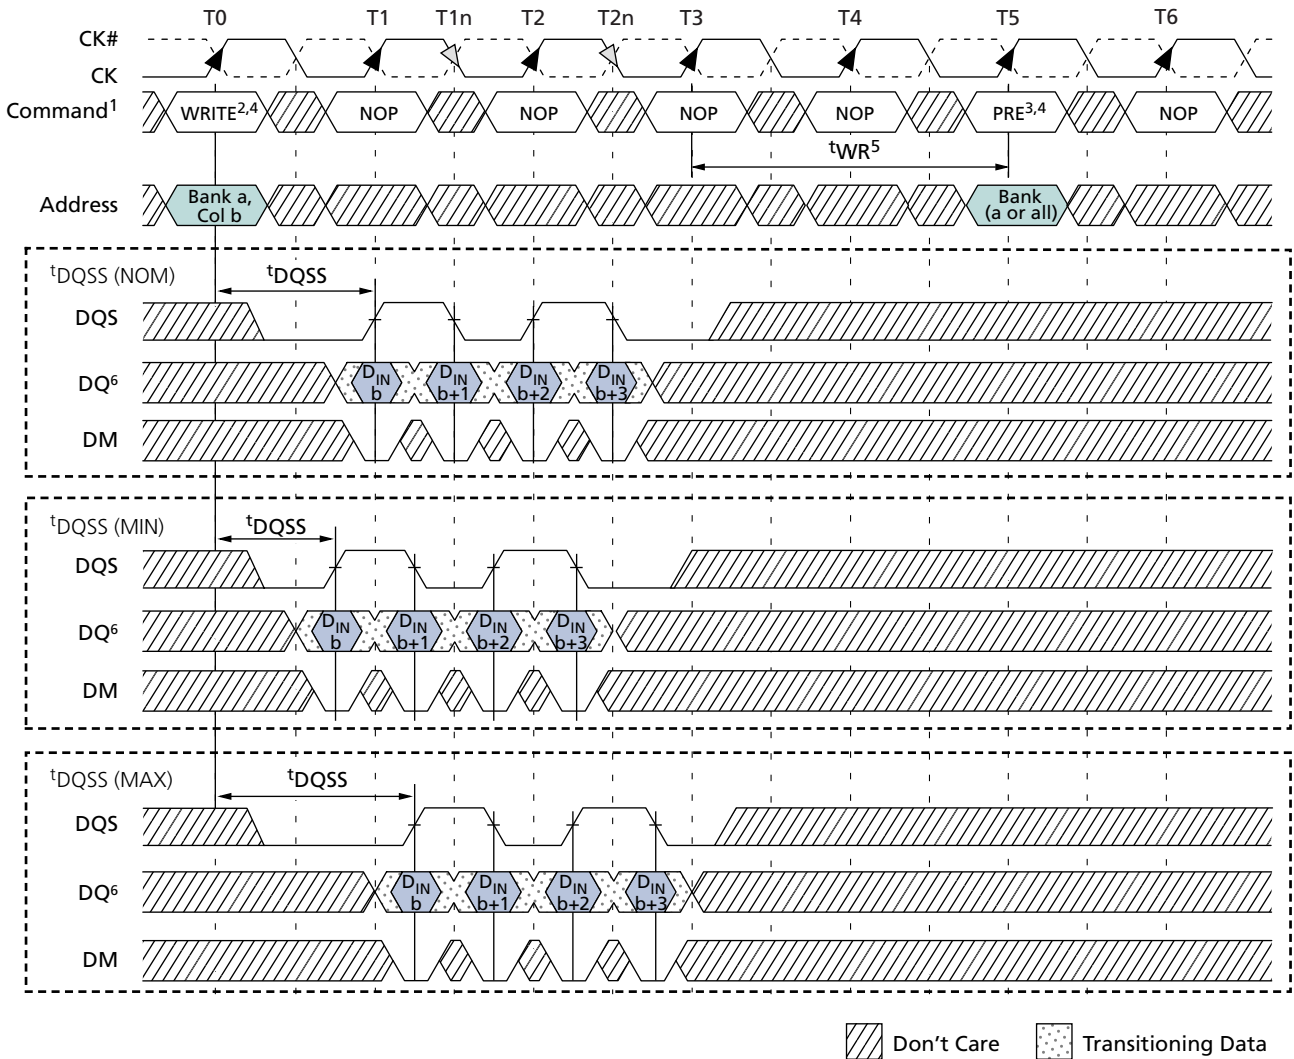 T0 T1 T1n T2 T2n T3 T4 T5 T6
CK#
CK
Command1 WRITE2,4 NOP NOP NOP NOP PRE3,4 NOP
tWR5
Address Bank a, Col b Bank (a or all)
tDQSS (NOM) tDQSS
DQS
DQ6 DIN b DIN b+1 DIN b+2 DIN b+3
DM
tDQSS (MIN) tDQSS
DQS
DQ6 DIN b DIN b+1 DIN b+2 DIN b+3
DM
tDQSS (MAX) tDQSS
DQS
DQ6 DIN b DIN b+1 DIN b+2 DIN b+3
DM
Don't Care Transitioning Data